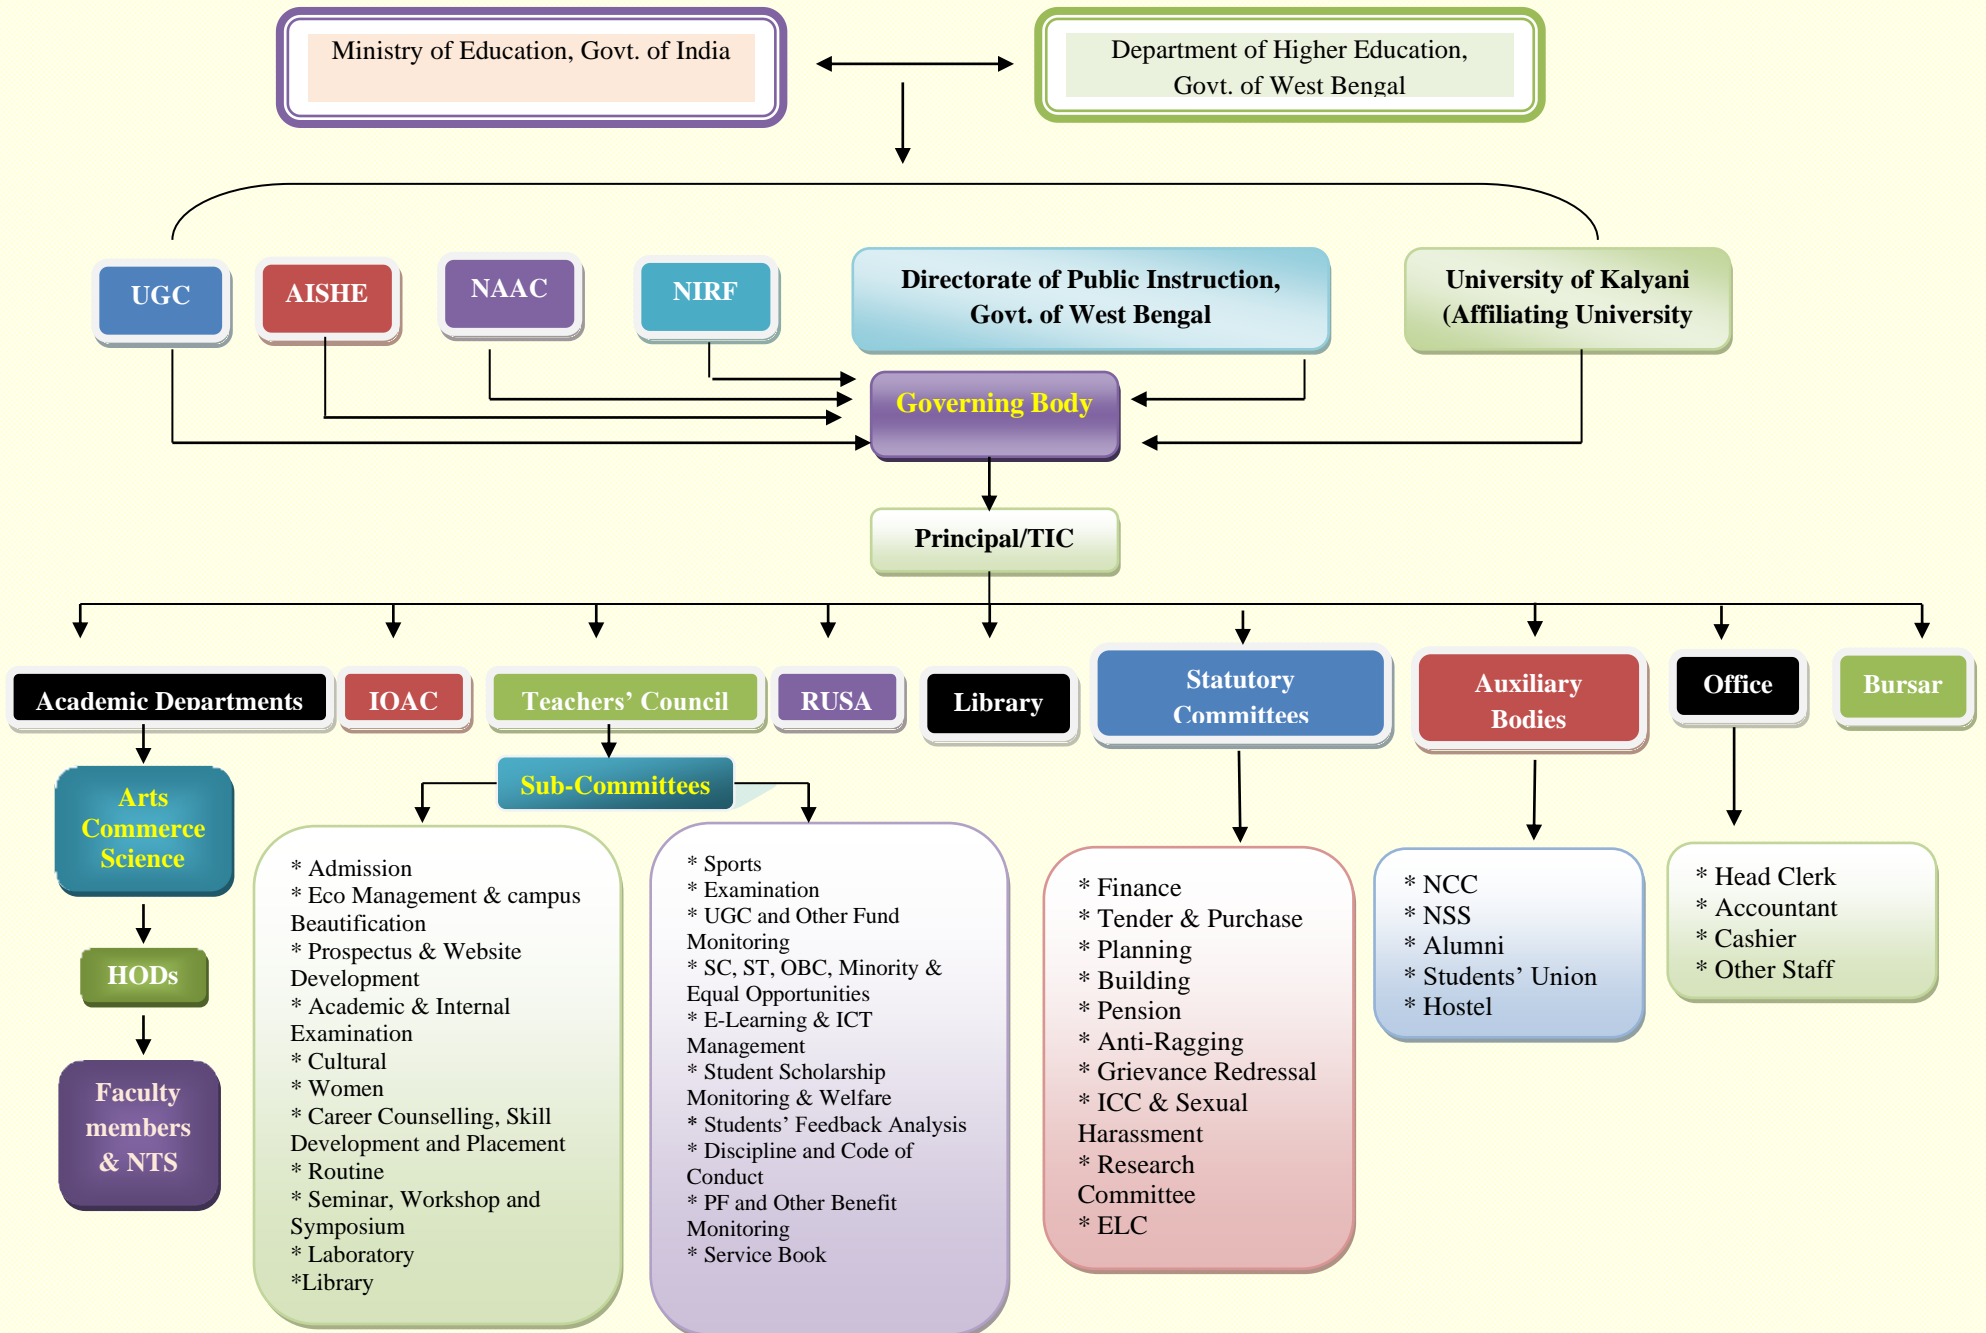 Ministry of Education, Govt. of India
Department of Higher Education,
Govt. of West Bengal
UGC
AISHE
NAAC
NIRF
Directorate of Public Instruction,
Govt. of West Bengal
University of Kalyani
(Affiliating University
Governing Body
Principal/TIC
Academic Departments
IQAC
Teachers’ Council
RUSA
Library
Statutory
Committees
Auxiliary
Bodies
Office
Bursar
Arts
Commerce
Science
HODs
Faculty
members
& NTS
Sub-Committees
* Admission
* Eco Management & campus
Beautification
* Prospectus & Website
Development
* Academic & Internal
Examination
* Cultural
* Women
* Career Counselling, Skill
Development and Placement
* Routine
* Seminar, Workshop and
Symposium
* Laboratory
*Library
* Sports
* Examination
* UGC and Other Fund
Monitoring
* SC, ST, OBC, Minority &
Equal Opportunities
* E-Learning & ICT
Management
* Student Scholarship
Monitoring & Welfare
* Students’ Feedback Analysis
* Discipline and Code of
Conduct
* PF and Other Benefit
Monitoring
* Service Book
* Finance
* Tender & Purchase
* Planning
* Building
* Pension
* Anti-Ragging
* Grievance Redressal
* ICC & Sexual
Harassment
* Research
Committee
* ELC
* NCC
* NSS
* Alumni
* Students’ Union
* Hostel
* Head Clerk
* Accountant
* Cashier
* Other Staff